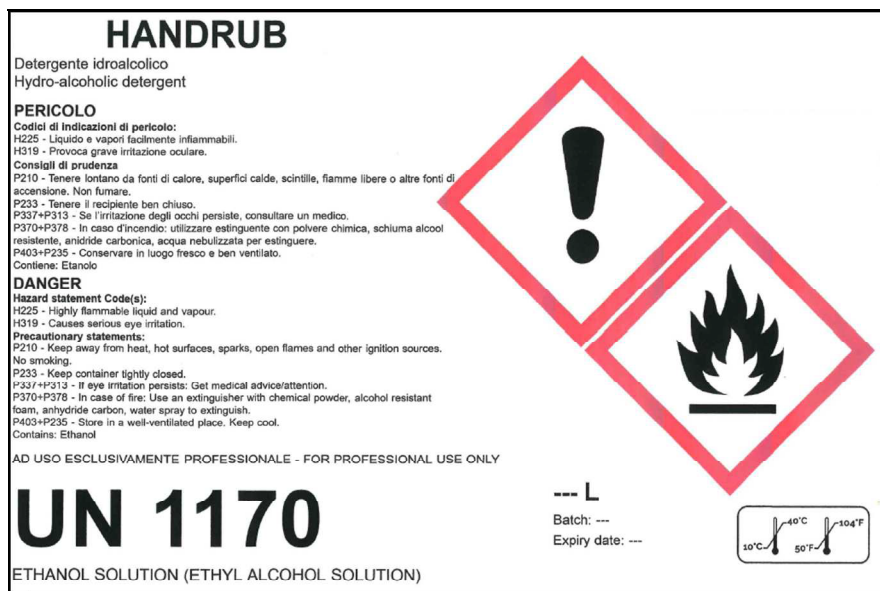 HANDRUB
Detergente idroalcolico
Hydro-alcoholic detergent
PERICOLO
Codici di indicazioni di pericolo:
H225 - Liquido e vapori facilmente infiammabili.
H319 - Provoca grave irritazione oculare.
Consigli di prudenza
P210 - Tenere lontano da fonti di calore, superfici calde, scintille, fiamme libere o altre fonti di
accensione. Non fumare.
P233 - Tenere il recipiente ben chiuso.
P337+P313 - Se l'irritazione degli occhi persiste, consultare un medico.
P370+P378 - In caso d'incendio: utilizzare estinguente con polvere chimica, schiuma alcool
resistente, anidride carbonica, acqua nebulizzata per estinguere.
P403+P235 - Conservare in luogo fresco e ben ventilato.
Contiene: Etanolo
DANGER
Hazard statement Code(s):
H225 - Highly flammable liquid and vapour.
H319 - Causes serious eye irritation.
Precautionary statements:
P210 - Keep away from heat, hot surfaces, sparks, open flames and other ignition sources.
No smoking.
P233 - Keep container tightly closed.
P337+P313 - If eye irritation persists: Get medical advice/attention.
P370+P378 - In case of fire: Use an extinguisher with chemical powder, alcohol resistant
foam, anhydride carbon, water spray to extinguish.
P403+P235 - Store in a well-ventilated place. Keep cool.
Contains: Ethanol
AD USO ESCLUSIVAMENTE PROFESSIONALE - FOR PROFESSIONAL USE ONLY
UN 1170
ETHANOL SOLUTION (ETHYL ALCOHOL SOLUTION)
--- L
Batch: ---
Expiry date: ---
40°C
104°F
10°C
50°F